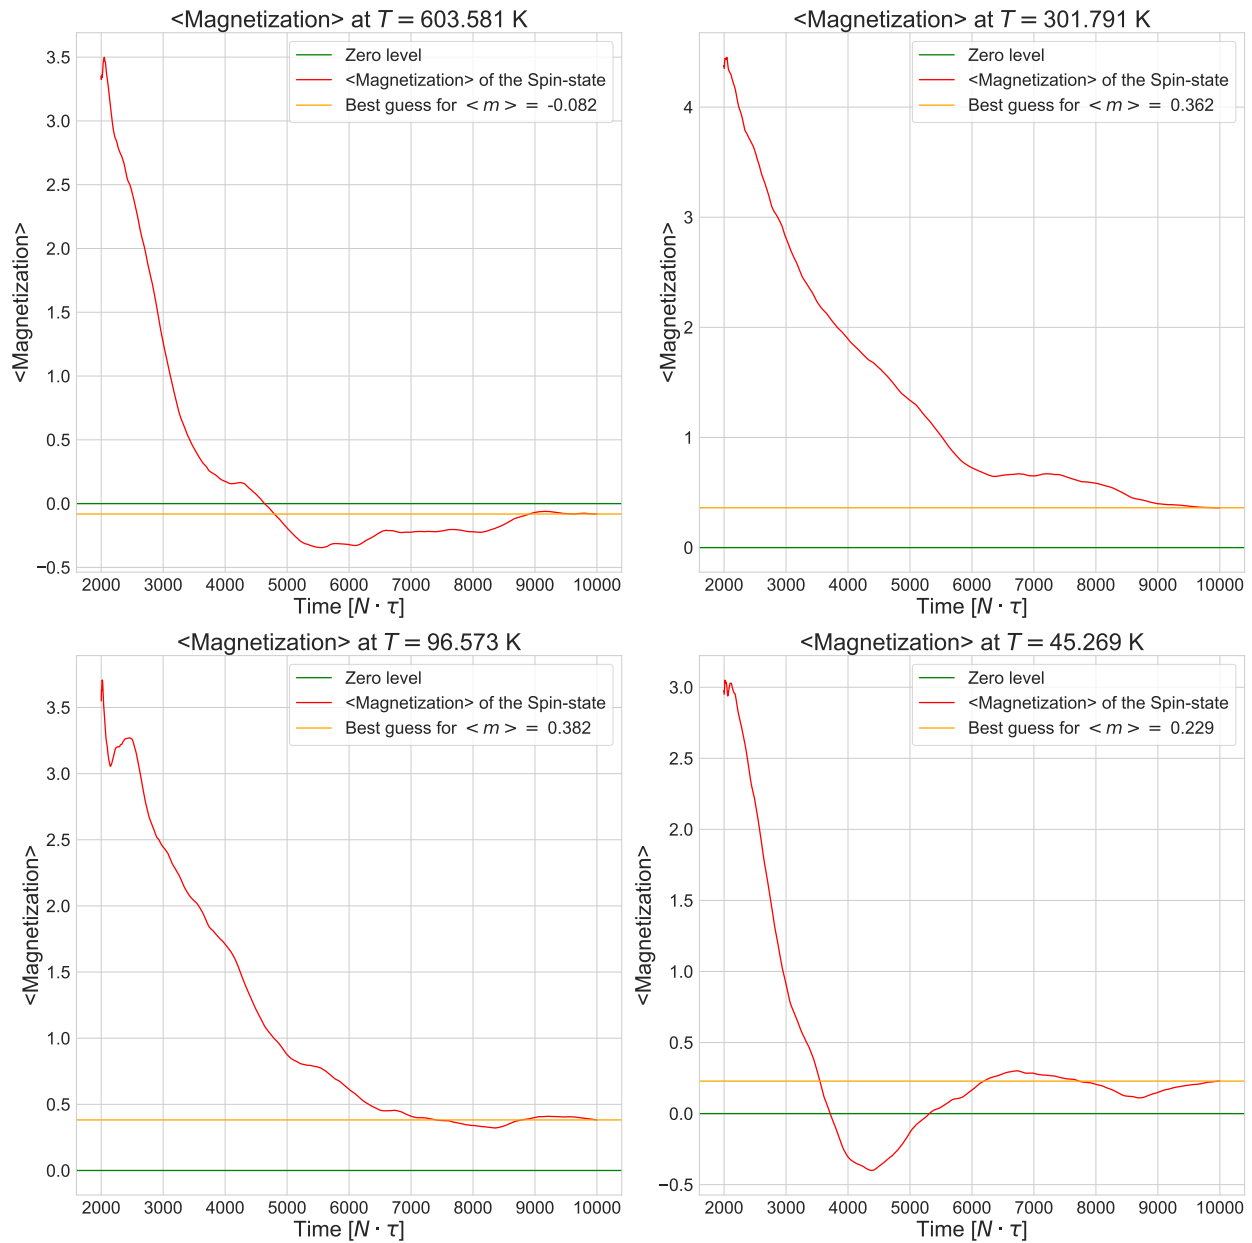 <Magnetization> at T = 603.581 K
Zero level
<Magnetization> of the Spin-state
Best guess for < m > = -0.082
<Magnetization>
3.5
3.0
2.5
2.0
1.5
1.0
0.5
0.0
−0.5
2000 3000 4000 5000 6000 7000 8000 9000 10000
Time [N · τ]
<Magnetization> at T = 301.791 K
Zero level
<Magnetization> of the Spin-state
Best guess for < m > = 0.362
<Magnetization>
4
3
2
1
0
2000 3000 4000 5000 6000 7000 8000 9000 10000
Time [N · τ]
<Magnetization> at T = 96.573 K
Zero level
<Magnetization> of the Spin-state
Best guess for < m > = 0.382
<Magnetization>
3.5
3.0
2.5
2.0
1.5
1.0
0.5
0.0
2000 3000 4000 5000 6000 7000 8000 9000 10000
Time [N · τ]
<Magnetization> at T = 45.269 K
Zero level
<Magnetization> of the Spin-state
Best guess for < m > = 0.229
<Magnetization>
3.0
2.5
2.0
1.5
1.0
0.5
0.0
−0.5
2000 3000 4000 5000 6000 7000 8000 9000 10000
Time [N · τ]